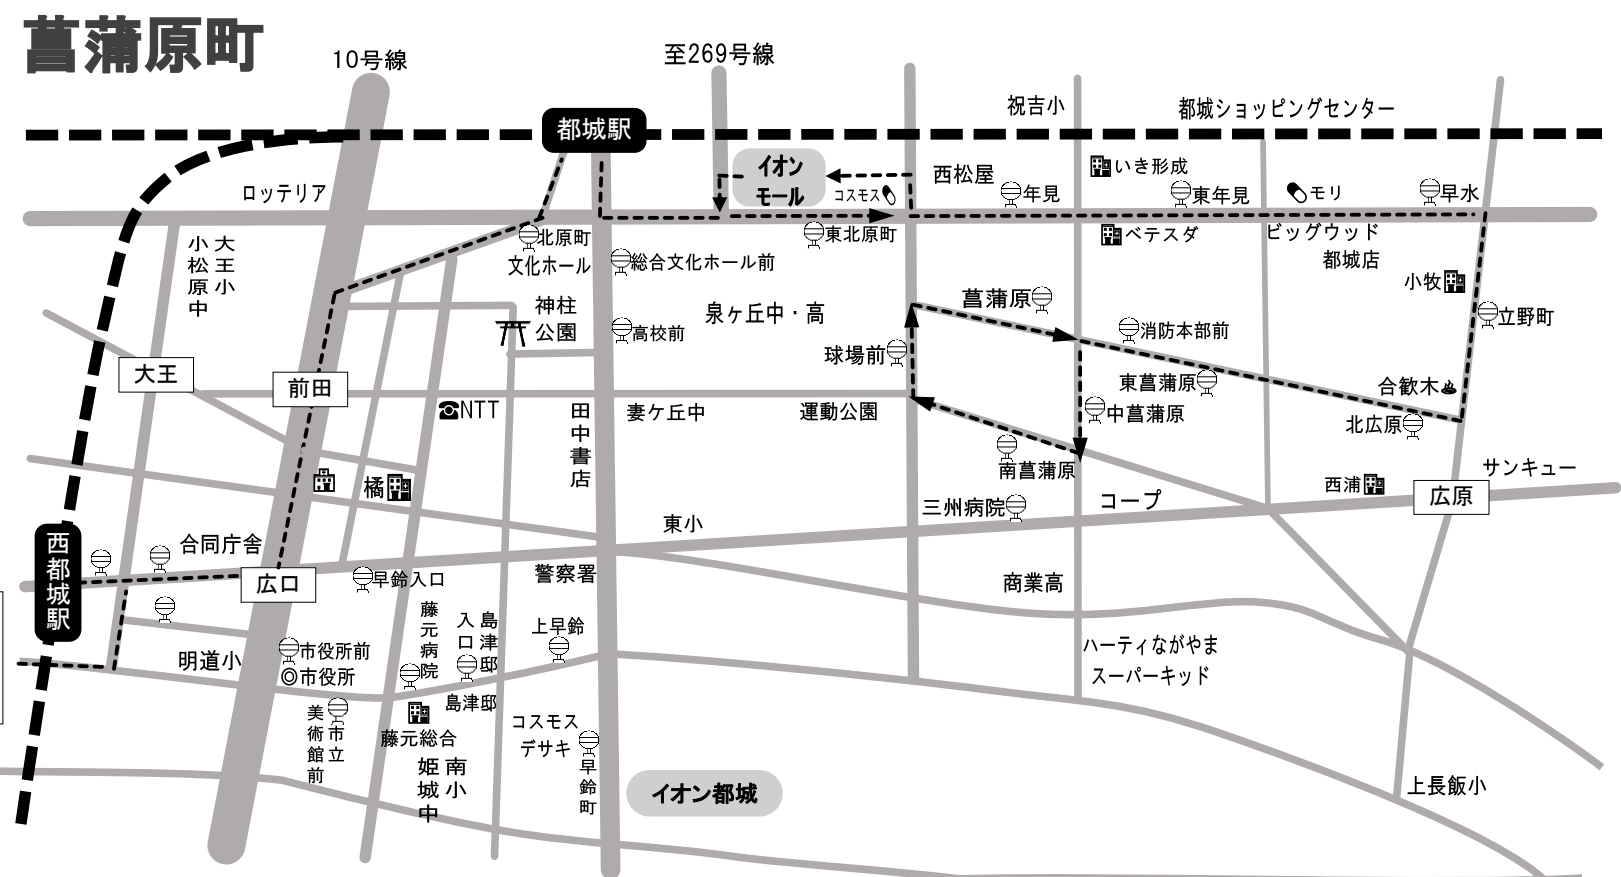 菖蒲原町
10号線
至269号線
都城駅
祝吉小
都城ショッピングセンター
イオン
モール
コスモス
西松屋
年見
いき形成
東年見
モリ
早水
ロッテリア
大王小
小松原中
北原町
文化ホール
総合文化ホール前
東北原町
ベテスダ
ビッグウッド
都城店
小牧
立野町
神柱
公園
高校前
泉ヶ丘中・高
菖蒲原
消防本部前
球場前
東菖蒲原
合歓木
大王
前田
NTT
田中書店
妻ケ丘中
運動公園
中菖蒲原
北広原
南菖蒲原
橘
三州病院
コープ
西浦
広原
サンキュー
東小
西都城駅
合同庁舎
広口
早鈴入口
警察署
商業高
藤元病院
島津邸
入口
上早鈴
明道小
市役所前
市役所
島津邸
ハーティながやま
スーパーキッド
市立
美術館前
藤元総合
コスモス
デサキ
早鈴町
南小
姫城中
イオン都城
上長飯小